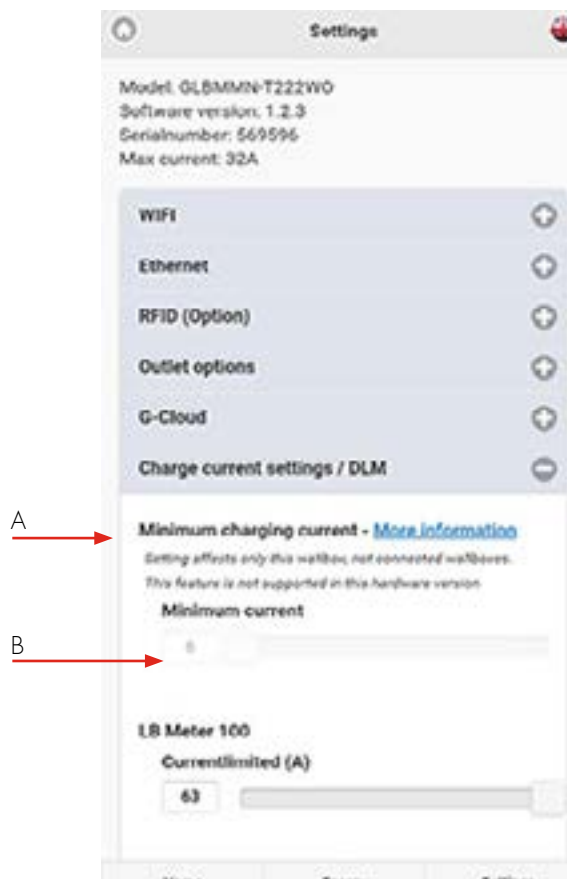 Settings
Model: GLBMMN-T222WO
Software version: 1.2.3
Serialnumber: 569596
Max current: 32A
WIFI
Ethernet
RFID (Option)
Outlet options
G-Cloud
Charge current settings / DLM
A
Minimum charging current - More information
Setting affects only this wallbox, not connected wallboxes.
This feature is not supported in this hardware version
Minimum current
B
6
LB Meter 100
Currentlimited (A)
63